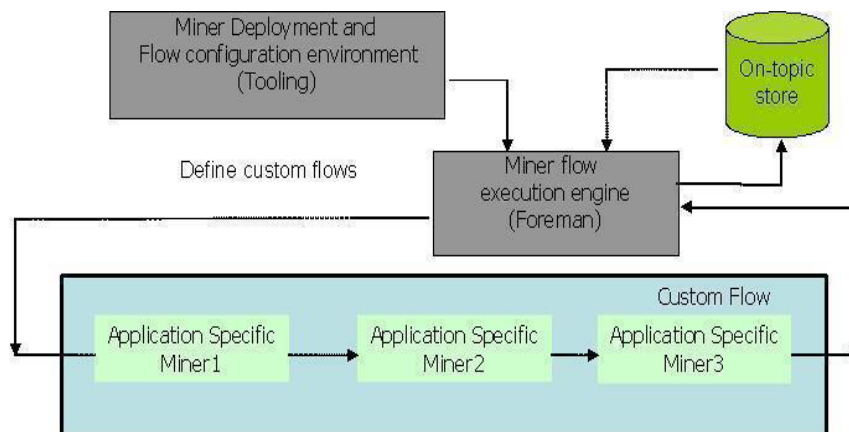 Miner Deployment and
Flow configuration environment
(Tooling)
On-topic
store
Define custom flows
Miner flow
execution engine
(Foreman)
Custom Flow
Application Specific
Miner1
Application Specific
Miner2
Application Specific
Miner3